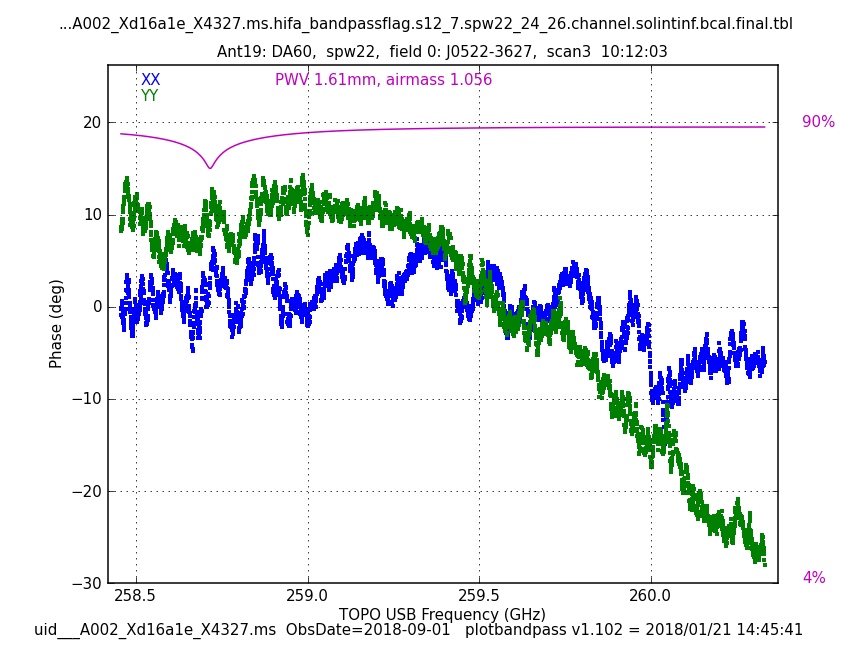 ...A002_Xd16a1e_X4327.ms.hifa_bandpassflag.s12_7.spw22_24_26.channel.solintinf.bcal.final.tbl
Ant19: DA60, spw22, field 0: J0522-3627, scan3 10:12:03
XX
PWV 1.61mm, airmass 1.056
YY
90%
20
10
0
−10
−20
−30
Phase (deg)
4%
258.5
259.0
259.5
260.0
TOPO USB Frequency (GHz)
uid___A002_Xd16a1e_X4327.ms ObsDate=2018-09-01 plotbandpass v1.102 = 2018/01/21 14:45:41